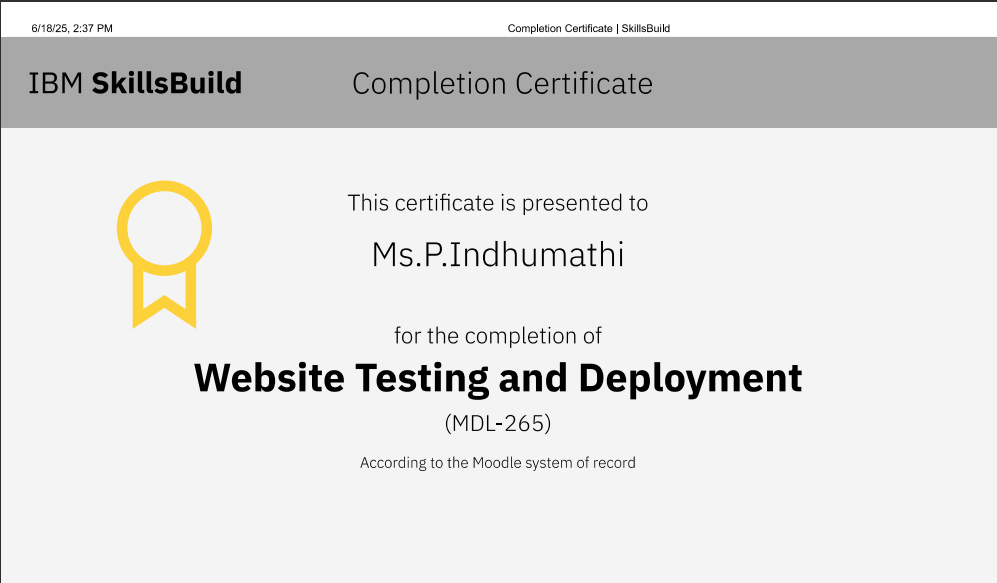 6/18/25, 2:37 PM
Completion Certificate | SkillsBuild
IBM SkillsBuild
Completion Certificate
This certificate is presented to
Ms.P.Indhumathi
for the completion of
Website Testing and Deployment
(MDL-265)
According to the Moodle system of record